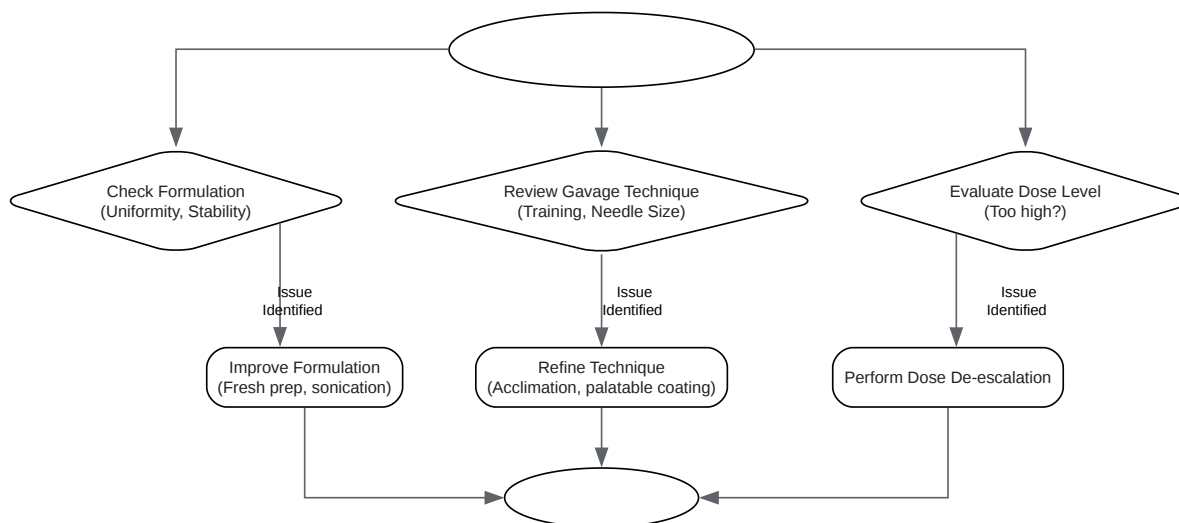 Check Formulation
(Uniformity, Stability)
Review Gavage Technique
(Training, Needle Size)
Evaluate Dose Level
(Too high?)
Issue
Identified
Issue
Identified
Issue
Identified
Improve Formulation
(Fresh prep, sonication)
Refine Technique
(Acclimation, palatable coating)
Perform Dose De-escalation